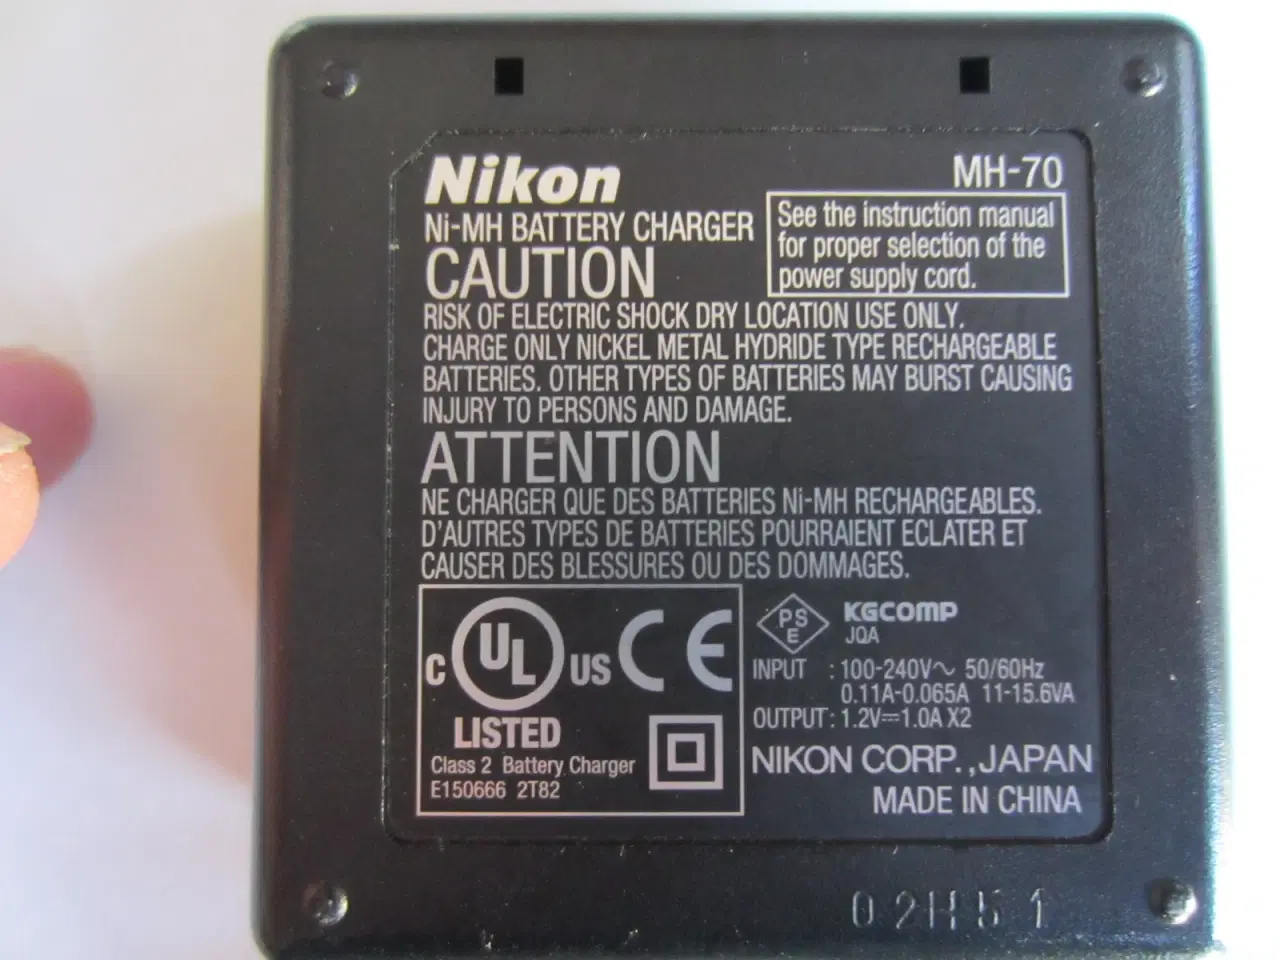 Nikon
MH-70
Ni-MH BATTERY CHARGER
See the instruction manual
for proper selection of the
power supply cord.
CAUTION
RISK OF ELECTRIC SHOCK DRY LOCATION USE ONLY.
CHARGE ONLY NICKEL METAL HYDRIDE TYPE RECHARGEABLE
BATTERIES. OTHER TYPES OF BATTERIES MAY BURST CAUSING
INJURY TO PERSONS AND DAMAGE.
ATTENTION
NE CHARGER QUE DES BATTERIES Ni-MH RECHARGEABLES.
D'AUTRES TYPES DE BATTERIES POURRAIENT ECLATER ET
CAUSER DES BLESSURES OU DES DOMMAGES.
C UL US CE
LISTED
Class 2 Battery Charger
E150666 2T82
PS
E
KGCOMP
JQA
INPUT : 100-240V~ 50/60Hz
0.11A-0.065A 11-15.6VA
OUTPUT : 1.2V⎓1.0A X2
NIKON CORP.,JAPAN
MADE IN CHINA
02H51